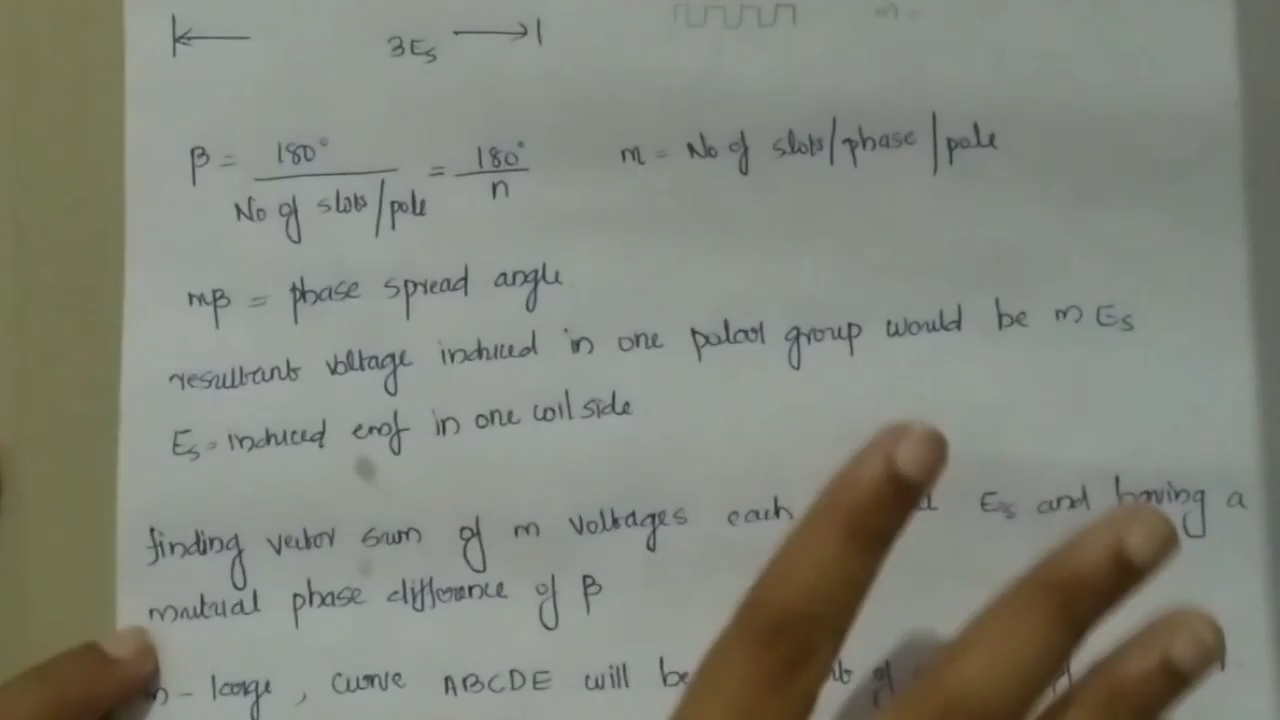 3Es
β = 180° / No of slots/pole = 180° / n m = No of slots/phase/pole
mβ = phase spread angle
resultant voltage induced in one polar group would be m Es
Es = induced emf in one coil side
finding vector sum of m voltages each Es and having a
mutual phase difference of β
- large, curve ABCDE will be